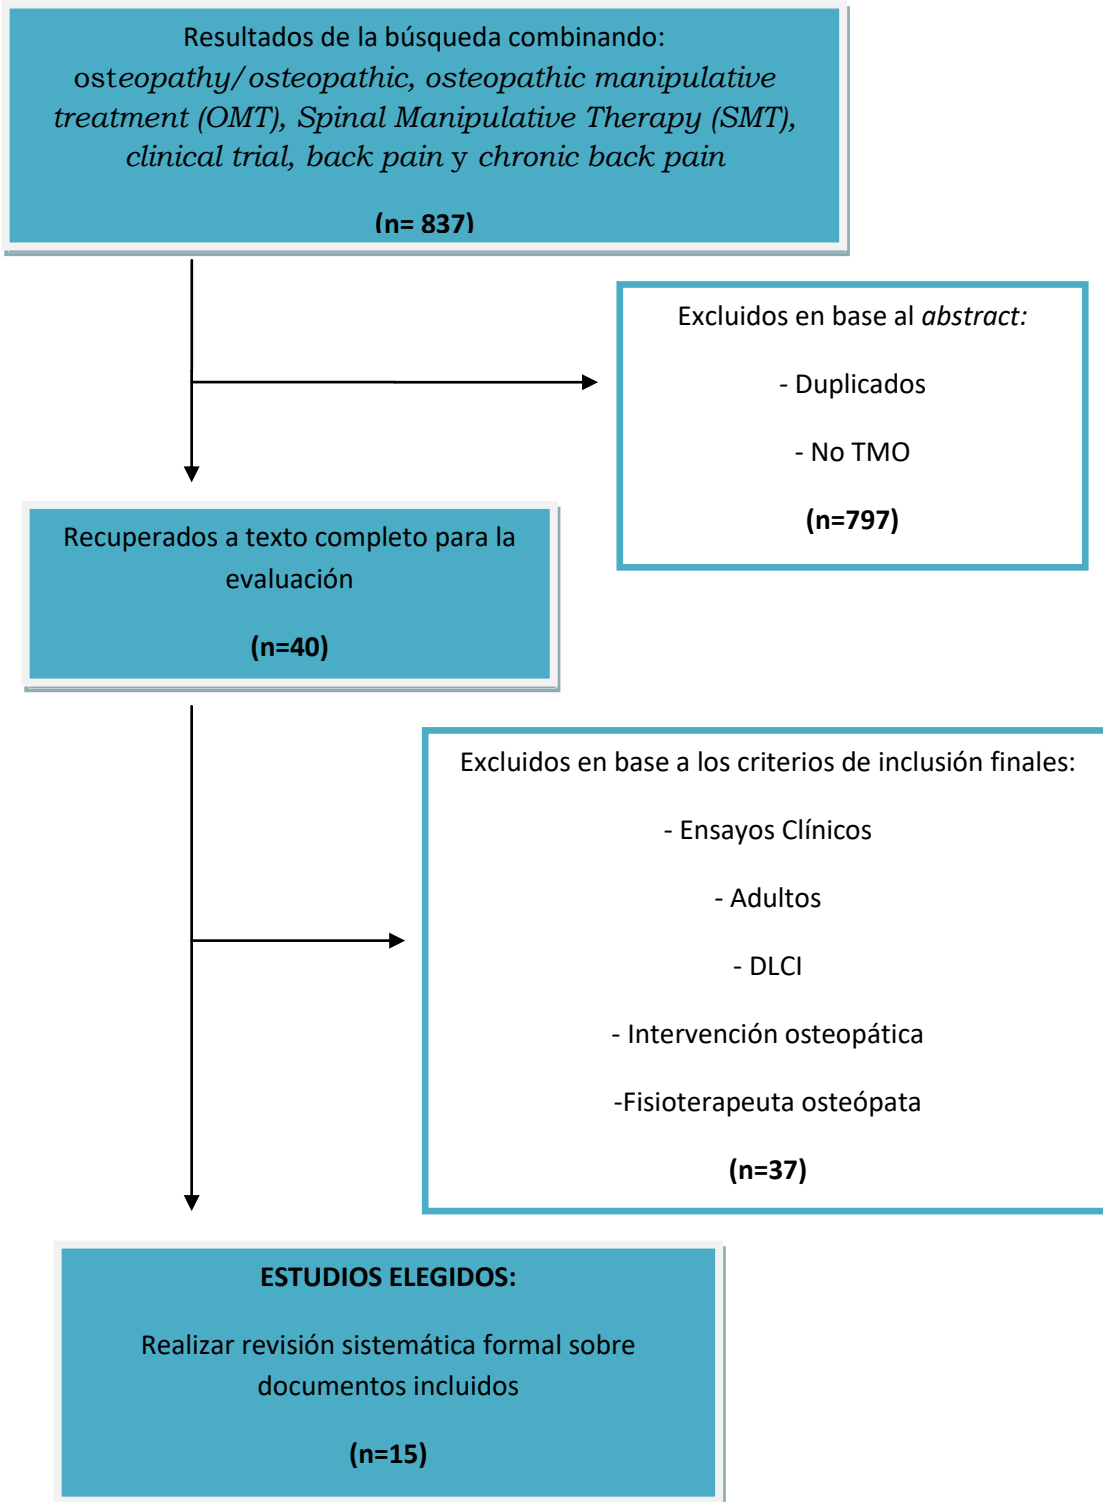 Resultados de la búsqueda combinando:
osteopathy/osteopathic, osteopathic manipulative
treatment (OMT), Spinal Manipulative Therapy (SMT),
clinical trial, back pain y chronic back pain
(n= 837)
Excluidos en base al abstract:
- Duplicados
- No TMO
(n=797)
Recuperados a texto completo para la
evaluación
(n=40)
Excluidos en base a los criterios de inclusión finales:
- Ensayos Clínicos
- Adultos
- DLCI
- Intervención osteopática
-Fisioterapeuta osteópata
(n=37)
ESTUDIOS ELEGIDOS:
Realizar revisión sistemática formal sobre
documentos incluidos
(n=15)